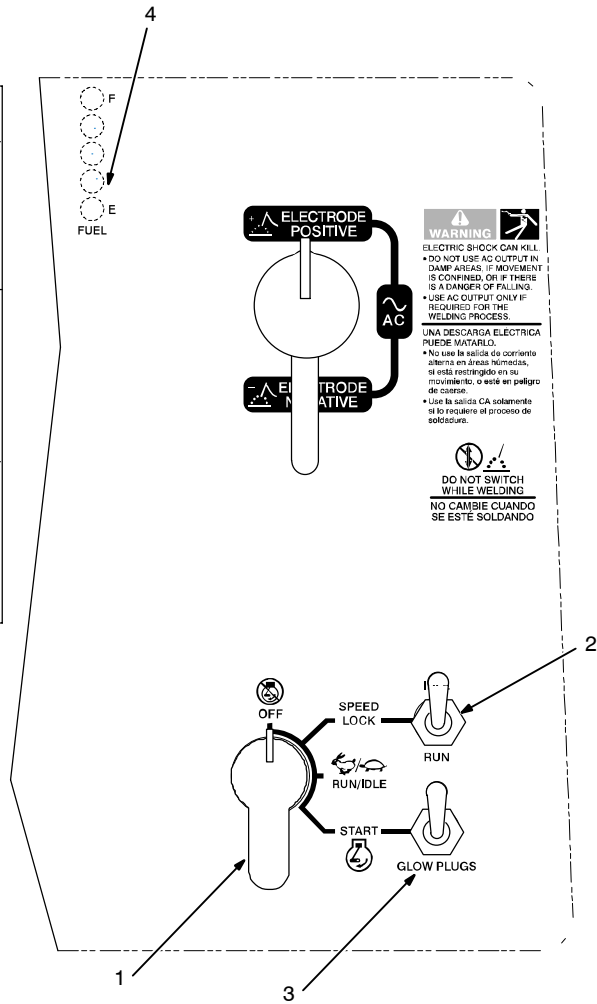 4
F
E
FUEL
+
ELECTRODE
POSITIVE
AC
–
WARNING
ELECTRIC SHOCK CAN KILL.
• DO NOT USE AC OUTPUT IN
DAMP AREAS, IF MOVEMENT
IS CONFINED, OR IF THERE
IS A DANGER OF FALLING.
• USE AC OUTPUT ONLY IF
REQUIRED FOR THE
WELDING PROCESS.
UNA DESCARGA ELÉCTRICA
PUEDE MATARLO.
• No use la salida de corriente
alterna en áreas húmedas,
si está restringido en su
movimiento, o esté en peligro
de caerse.
• Use la salida CA solamente
si lo requiere el proceso de
soldadura.
DO NOT SWITCH
WHILE WELDING
NO CAMBIE CUANDO
SE ESTÉ SOLDANDO
2
OFF
SPEED
LOCK
RUN
RUN/IDLE
START
GLOW PLUGS
1
3